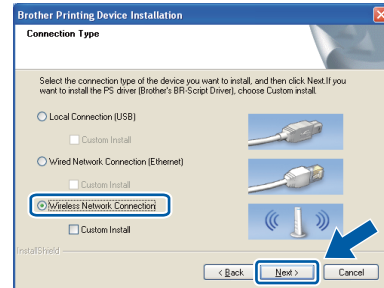 Brother Printing Device Installation
Connection Type
Select the connection type of the device you want to install, and then click Next.If you
want to install the PS driver (Brother's BR-Script Driver), choose Custom install.
Local Connection (USB)
Custom Install
Wired Network Connection (Ethernet)
Custom Install
Wireless Network Connection
Custom Install
InstallShield
< Back
Next >
Cancel